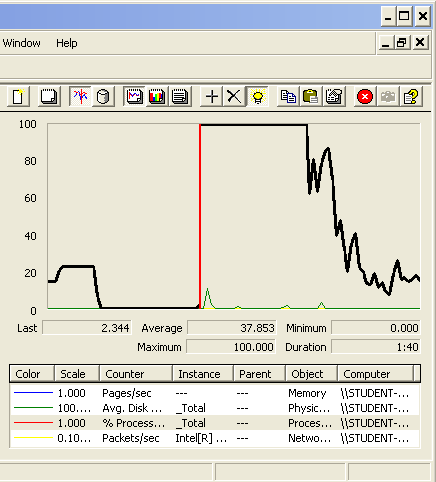 Window Help
100
80
60
40
20
0
Last 2.344 Average 37.853 Minimum 0.000
Maximum 100.000 Duration 1:40
Color Scale Counter Instance Parent Object Computer
1.000 Pages/sec --- --- Memory \\STUDENT-...
100.... Avg. Disk ... _Total --- Physic... \\STUDENT-...
1.000 % Process... _Total --- Proces... \\STUDENT-...
0.10... Packets/sec Intel[R] ... --- Netwo... \\STUDENT-...